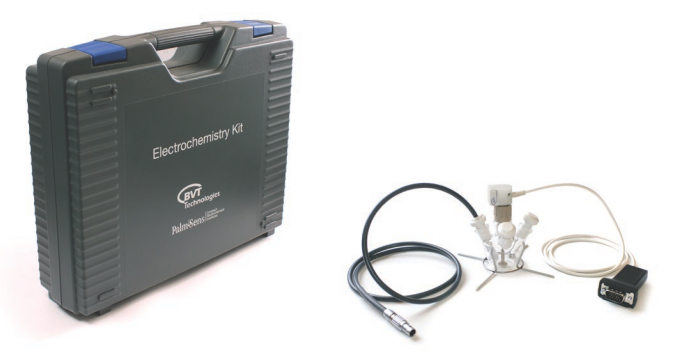 Electrochemistry Kit
BVT
Technologies
PalmSens